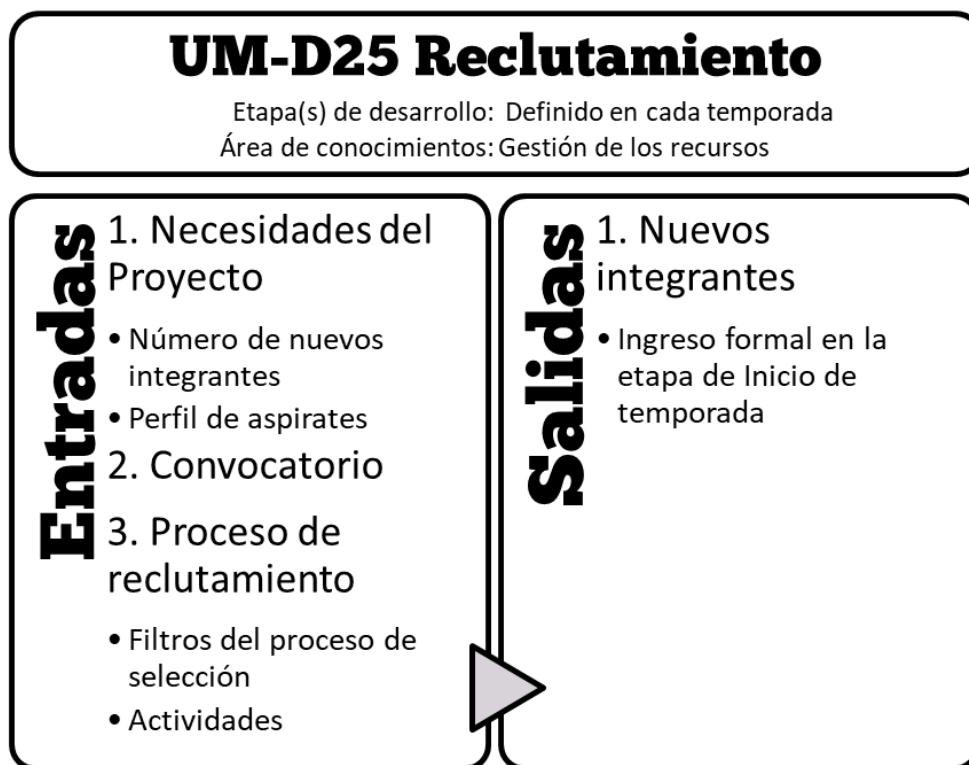 UM-D25 Reclutamiento
Etapa(s) de desarrollo: Definido en cada temporada
Área de conocimientos: Gestión de los recursos
Entradas
1. Necesidades del
Proyecto
• Número de nuevos
integrantes
• Perfil de aspirates
2. Convocatorio
3. Proceso de
reclutamiento
• Filtros del proceso de
selección
• Actividades
Salidas
1. Nuevos
integrantes
• Ingreso formal en la
etapa de Inicio de
temporada